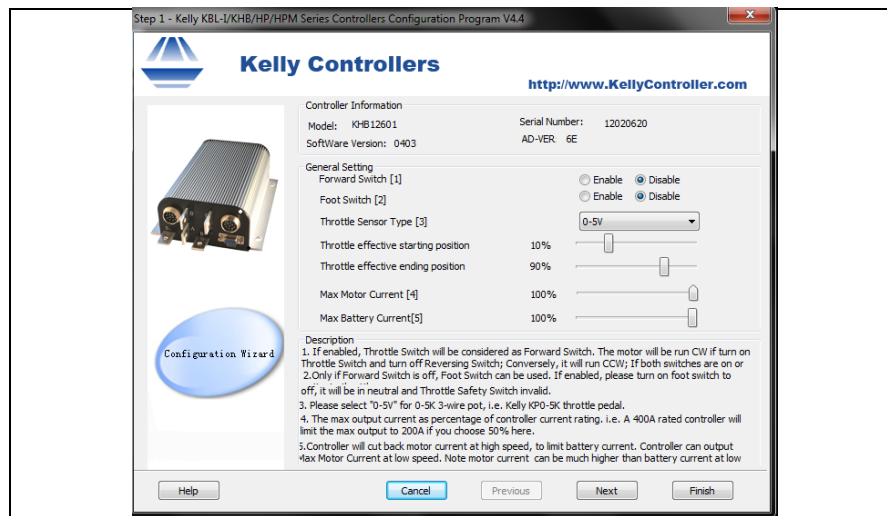 Step 1 - Kelly KBL-I/KHB/HP/HPM Series Controllers Configuration Program V4.4
Kelly Controllers
http://www.KellyController.com
Controller Information
Model: KHB12601
Serial Number: 12020620
SoftWare Version: 0403
AD-VER: 6E
General Setting
Forward Switch [1]
Enable Disable
Foot Switch [2]
Enable Disable
Throttle Sensor Type [3]
0-5V
Throttle effective starting position 10%
Throttle effective ending position 90%
Max Motor Current [4] 100%
Max Battery Current[5] 100%
Configuration Wizard
Description
1. If enabled, Throttle Switch will be considered as Forward Switch. The motor will be run CW if turn on
Throttle Switch and turn off Reversing Switch; Conversely, it will run CCW; If both switches are on or
2.Only if Forward Switch is off, Foot Switch can be used. If enabled, please turn on foot switch to
off, it will be in neutral and Throttle Safety Switch invalid.
3. Please select "0-5V" for 0-5K 3-wire pot, i.e. Kelly KP0-5K throttle pedal.
4. The max output current as percentage of controller current rating. i.e. A 400A rated controller will
limit the max output to 200A if you choose 50% here.
5.Controller will cut back motor current at high speed, to limit battery current. Controller can output
Max Motor Current at low speed. Note motor current can be much higher than battery current at low
Help
Cancel
Previous
Next
Finish